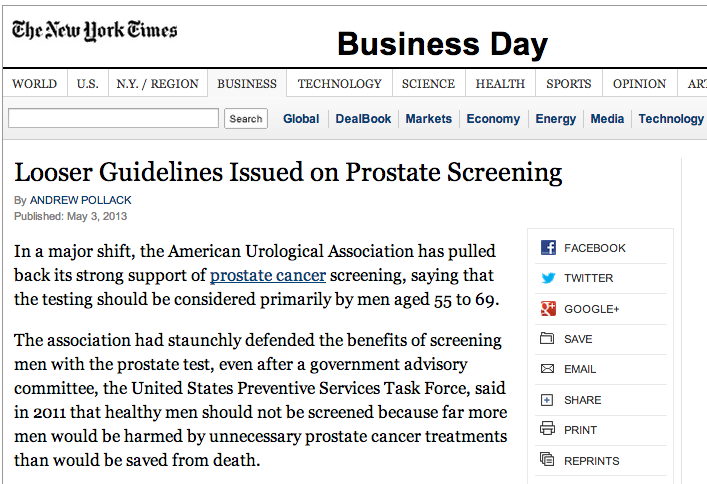 The New York Times
Business Day
WORLD U.S. N.Y. / REGION BUSINESS TECHNOLOGY SCIENCE HEALTH SPORTS OPINION
Search Global DealBook Markets Economy Energy Media Technology
Looser Guidelines Issued on Prostate Screening
By ANDREW POLLACK
Published: May 3, 2013
In a major shift, the American Urological Association has pulled
back its strong support of prostate cancer screening, saying that
the testing should be considered primarily by men aged 55 to 69.
The association had staunchly defended the benefits of screening
men with the prostate test, even after a government advisory
committee, the United States Preventive Services Task Force, said
in 2011 that healthy men should not be screened because far more
men would be harmed by unnecessary prostate cancer treatments
than would be saved from death.
FACEBOOK
TWITTER
GOOGLE+
SAVE
EMAIL
SHARE
PRINT
REPRINTS